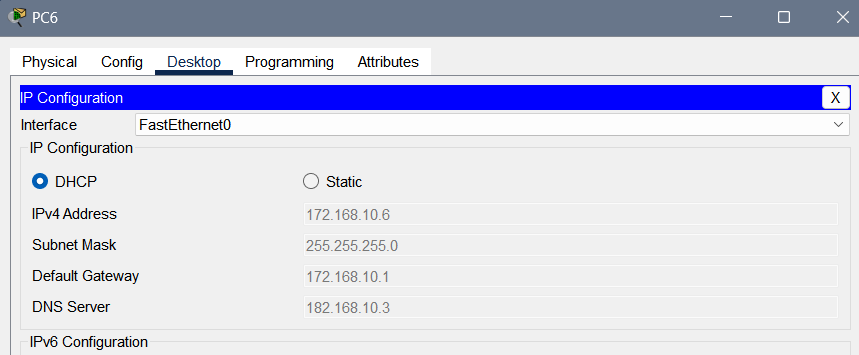 PC6
Physical Config Desktop Programming Attributes
IP Configuration X
Interface FastEthernet0
IP Configuration
DHCP Static
IPv4 Address 172.168.10.6
Subnet Mask 255.255.255.0
Default Gateway 172.168.10.1
DNS Server 182.168.10.3
IPv6 Configuration